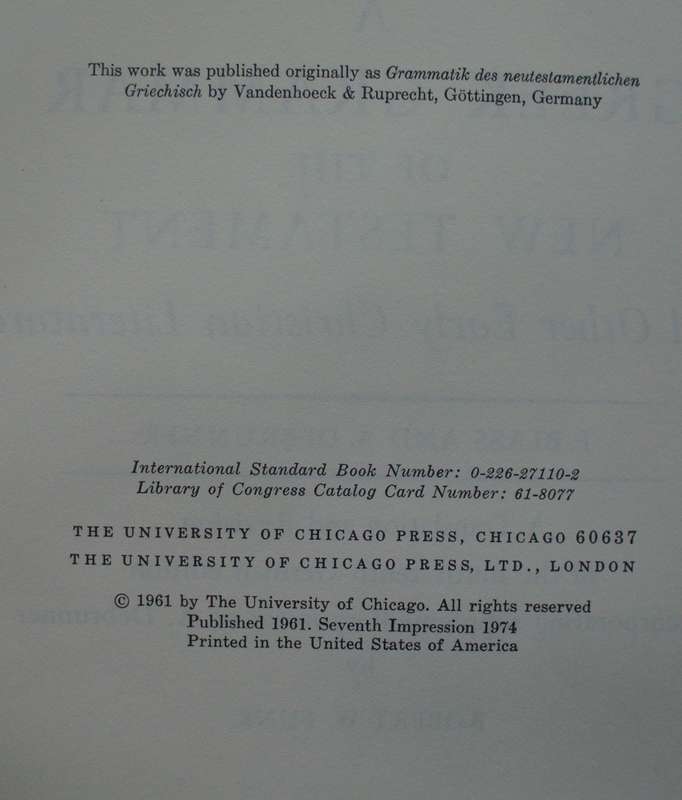 This work was published originally as Grammatik des neutestamentlichen
Griechisch by Vandenhoeck & Ruprecht, Göttingen, Germany
International Standard Book Number: 0-226-27110-2
Library of Congress Catalog Card Number: 61-8077
THE UNIVERSITY OF CHICAGO PRESS, CHICAGO 60637
THE UNIVERSITY OF CHICAGO PRESS, LTD., LONDON
© 1961 by The University of Chicago. All rights reserved
Published 1961. Seventh Impression 1974
Printed in the United States of America